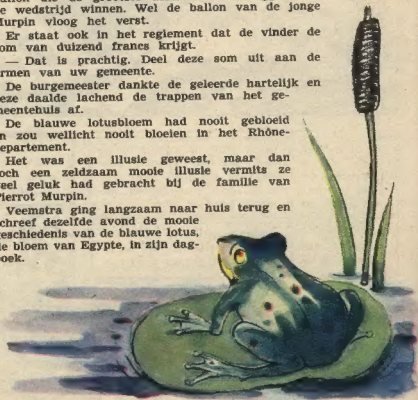 de wedstrijd winnen. Wel de ballon van de jonge
Murpin vloog het verst.
Er staat ook in het reglement dat de vinder de
som van duizend francs krijgt.
— Dat is prachtig. Deel deze som uit aan de
armen van uw gemeente.
De burgemeester dankte de geleerde hartelijk en
deze daalde lachend de trappen van het ge-
meentehuis af.
De blauwe lotusbloem had nooit gebloeid
en zou wellicht nooit bloeien in het Rhône-
departement.
Het was een illusie geweest, maar dan
toch een zeldzaam mooie illusie vermits ze
veel geluk had gebracht bij de familie van
Pierrot Murpin.
Veemstra ging langzaam naar huis terug en
schreef dezelfde avond de mooie
geschiedenis van de blauwe lotus,
de bloem van Egypte, in zijn dag-
boek.